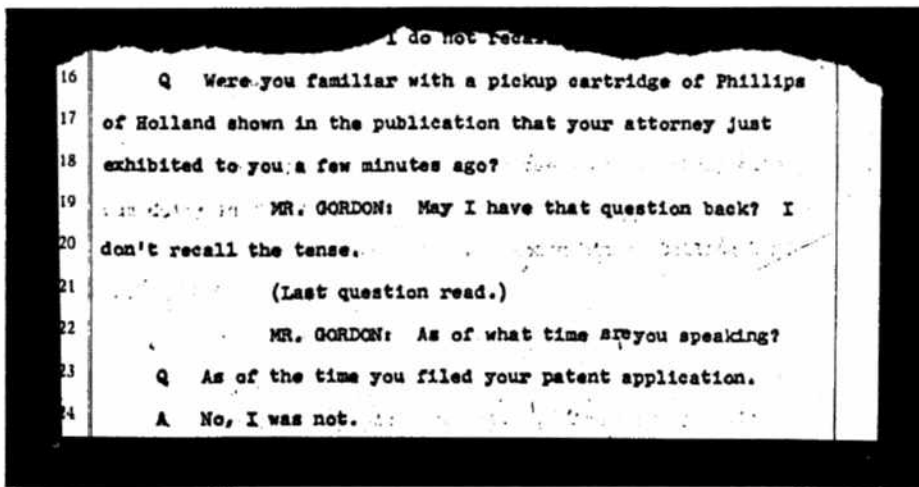 I do not reca
16 Q Were you familiar with a pickup cartridge of Phillips
17 of Holland shown in the publication that your attorney just
18 exhibited to you a few minutes ago?
19 MR. GORDON: May I have that question back? I
20 don't recall the tense.
21 (Last question read.)
22 MR. GORDON: As of what time are you speaking?
23 Q As of the time you filed your patent application.
24 A No, I was not.